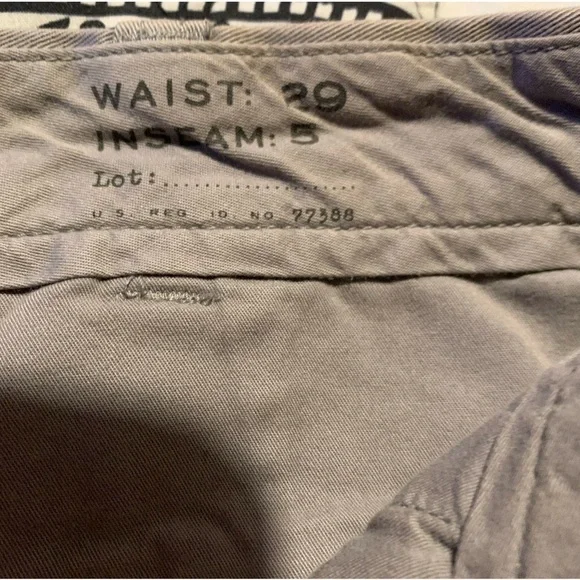 WAIST: 29
INSEAM: 5
Lot:......................
U.S. REG. ID. NO. 77388